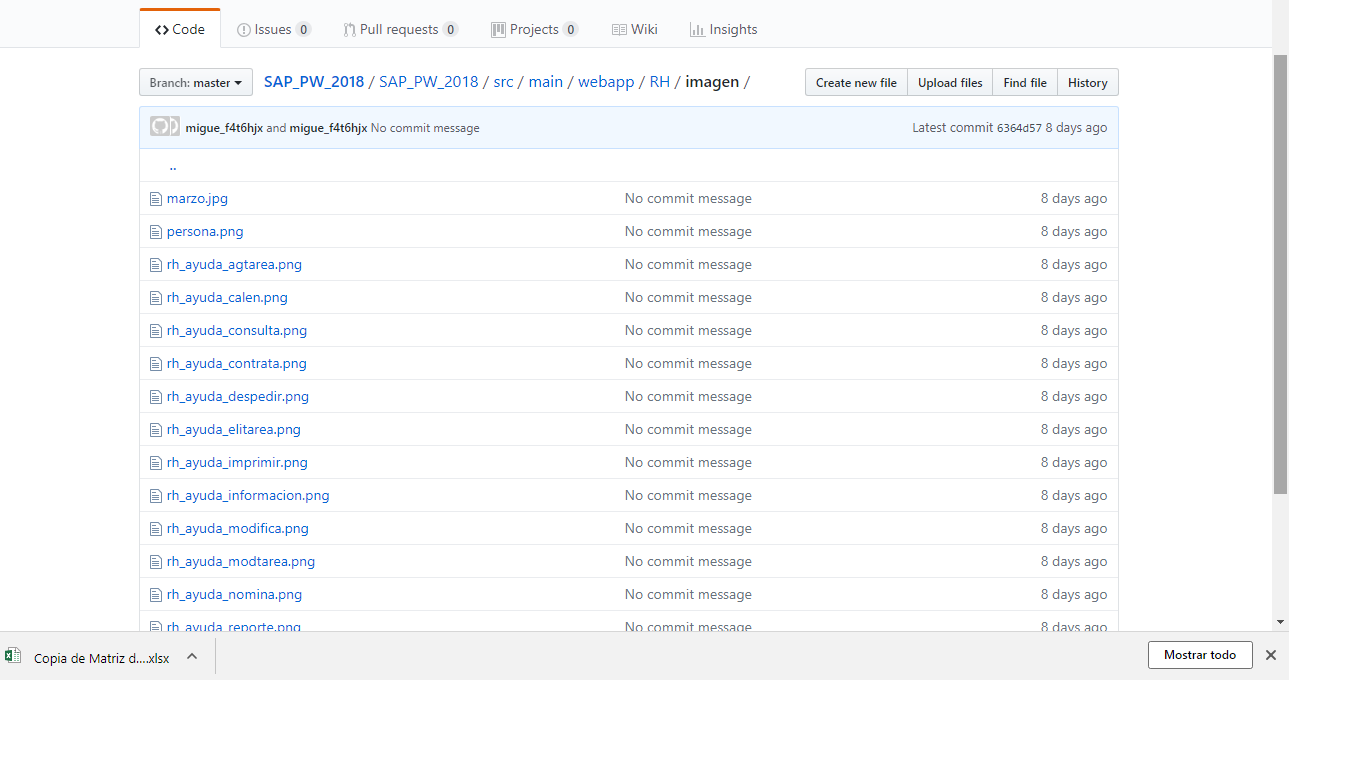 Code Issues 0 Pull requests 0 Projects 0 Wiki Insights
Branch: master SAP_PW_2018 / SAP_PW_2018 / src / main / webapp / RH / imagen / Create new file Upload files Find file History
migue_f4t6hjx and migue_f4t6hjx No commit message Latest commit 6364d57 8 days ago
..
marzo.jpg No commit message 8 days ago
persona.png No commit message 8 days ago
rh_ayuda_agtarea.png No commit message 8 days ago
rh_ayuda_calen.png No commit message 8 days ago
rh_ayuda_consulta.png No commit message 8 days ago
rh_ayuda_contrata.png No commit message 8 days ago
rh_ayuda_despedir.png No commit message 8 days ago
rh_ayuda_elitarea.png No commit message 8 days ago
rh_ayuda_imprimir.png No commit message 8 days ago
rh_ayuda_informacion.png No commit message 8 days ago
rh_ayuda_modifica.png No commit message 8 days ago
rh_ayuda_modtarea.png No commit message 8 days ago
rh_ayuda_nomina.png No commit message 8 days ago
rh_ayuda_reporte.png No commit message 8 days ago
Copia de Matriz d....xlsx Mostrar todo